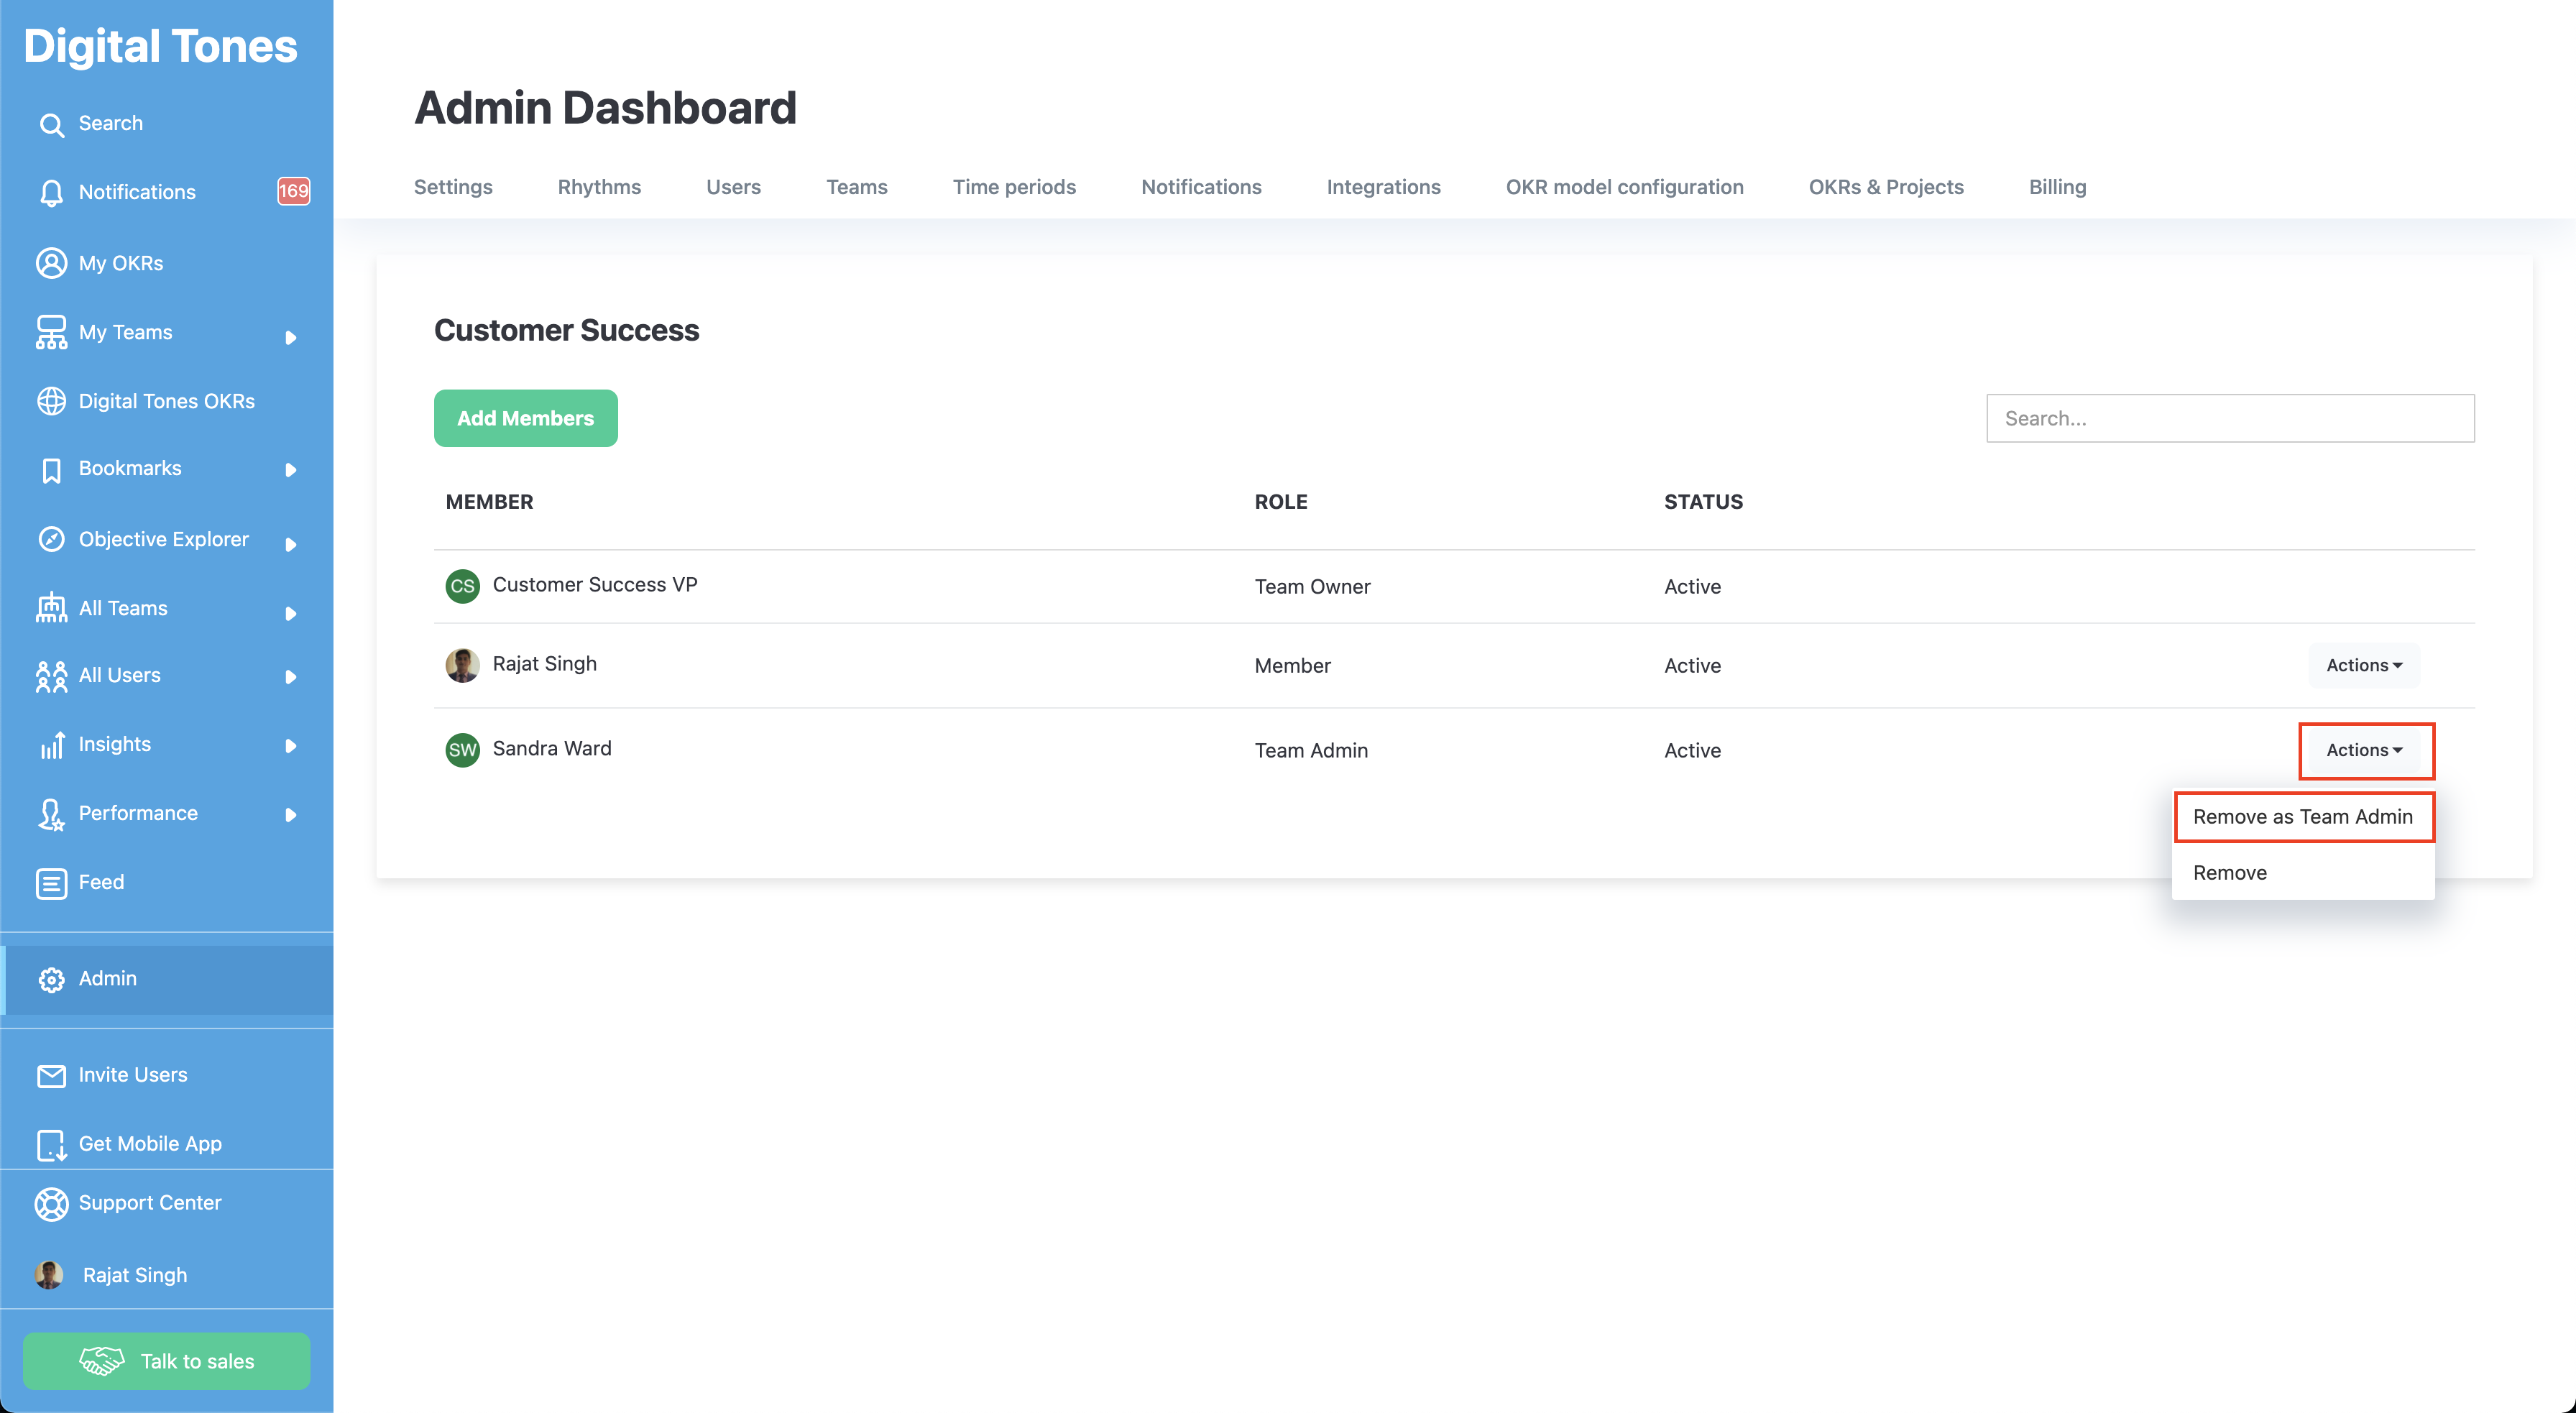 Digital Tones
Search
Notifications 169
My OKRs
My Teams
Digital Tones OKRs
Bookmarks
Objective Explorer
All Teams
All Users
Insights
Performance
Feed
Admin
Invite Users
Get Mobile App
Support Center
Rajat Singh
Talk to sales
Admin Dashboard
Settings Rhythms Users Teams Time periods Notifications Integrations OKR model configuration OKRs & Projects Billing
Customer Success
Add Members Search...
MEMBER ROLE STATUS
CS Customer Success VP Team Owner Active
Rajat Singh Member Active Actions
SW Sandra Ward Team Admin Active Actions
Remove as Team Admin
Remove